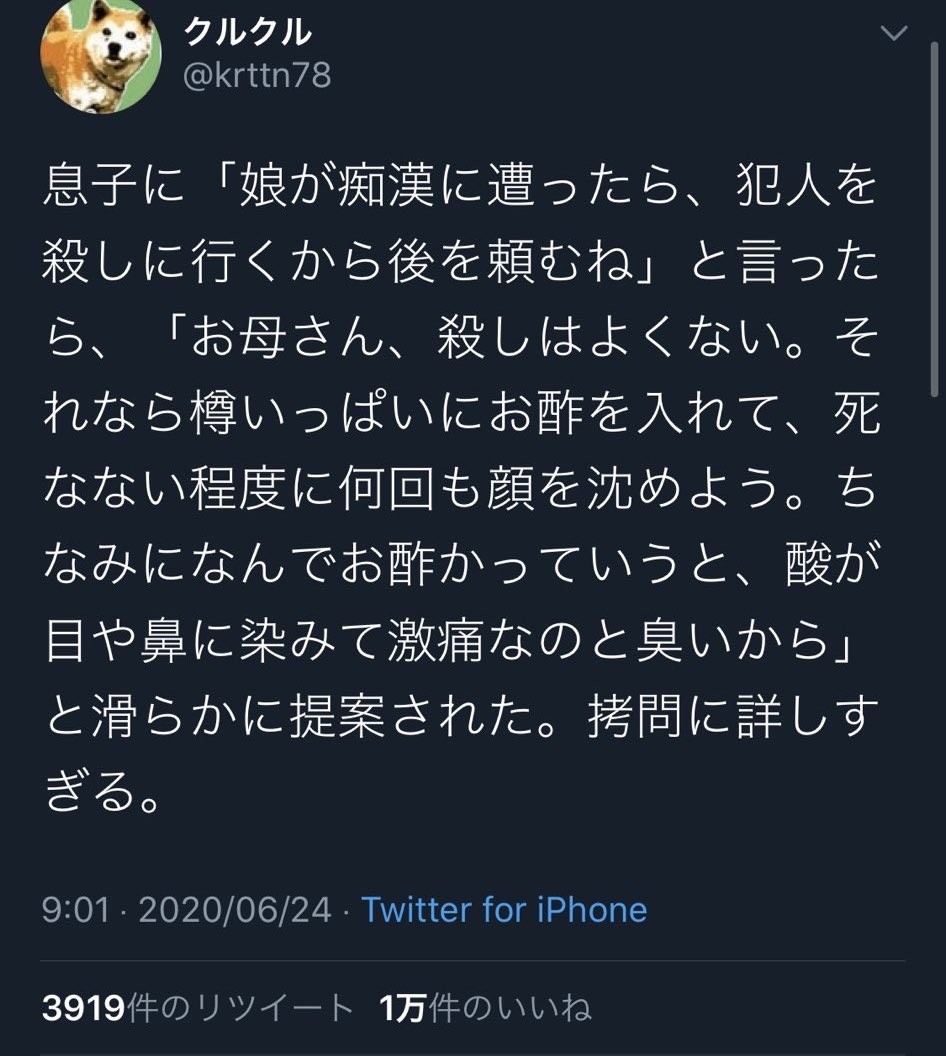 クルクル
@krttn78
息子に「娘が痴漢に遭ったら、犯人を
殺しに行くから後を頼むね」と言った
ら、「お母さん、殺しはよくない。そ
れなら樽いっぱいにお酢を入れて、死
なない程度に何回も顔を沈めよう。ち
なみになんでお酢かっていうと、酸が
目や鼻に染みて激痛なのと臭いから」
と滑らかに提案された。拷問に詳しす
ぎる。
9:01 · 2020/06/24 · Twitter for iPhone
3919件のリツイート 1万件のいいね